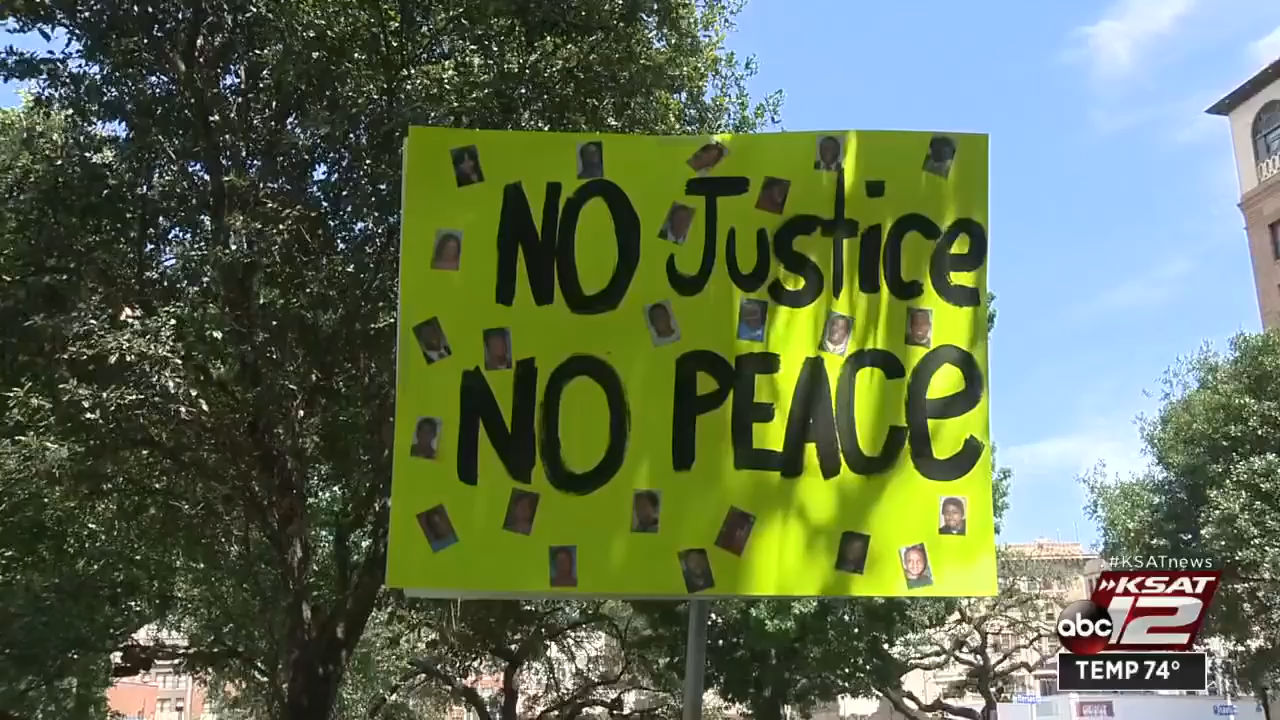 NO Justice
NO PEACe
#KSATnews
KSAT
abc 12
TEMP 74°